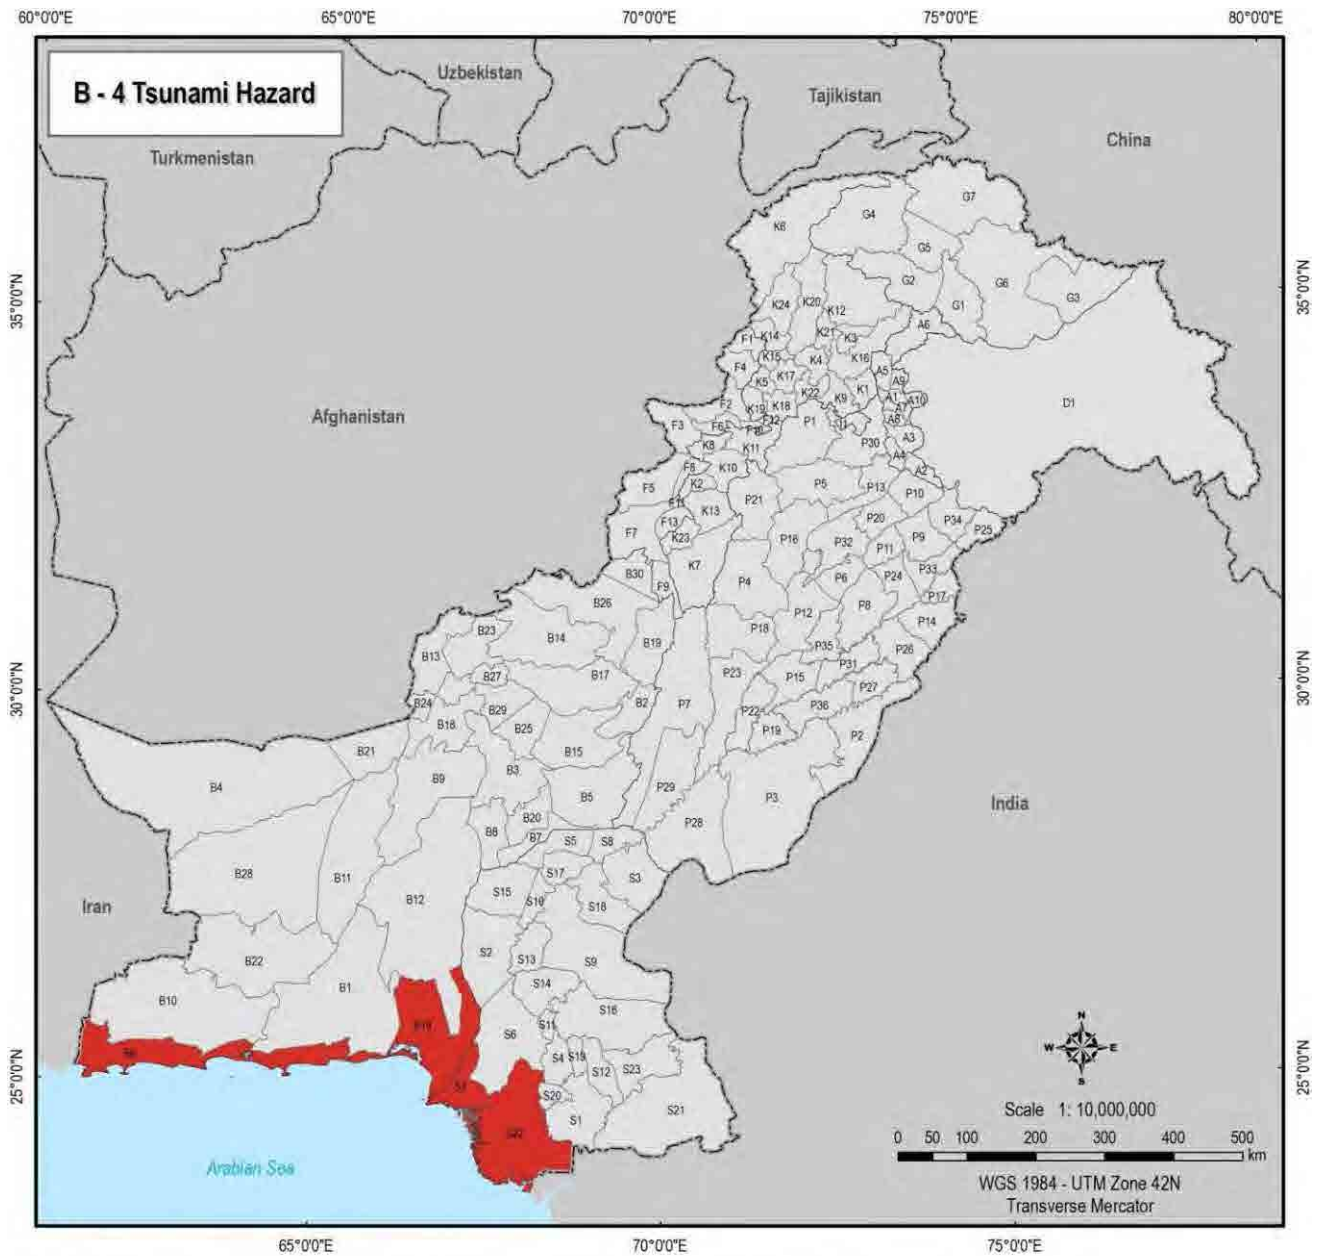 60°0'0"E 65°0'0"E 70°0'0"E 75°0'0"E 80°0'0"E
B - 4 Tsunami Hazard
Uzbekistan
Tajikistan
China
Turkmenistan
G7
G4
K6
G5
35°0'0"N
G2 G6 G3
K24 K20 K12 G1
35°0'0"N
A6
F1 K14 K21 K3
K15 K4 K16
F4 K17 A5 A9
K5 K22 K9 K1 A1 A10
D1
Afghanistan
F2 K19 K18 A7
F3 F6 F12 P1 I1 A8
K8 K11 P30 A3
F8 K10 A4 A2
F5 K2 P21 P5 P13 P10
F11 K13 P20 P34 P25
F7 F13 K23 P16 P32 P11 P9
B30 F9 K7 P4 P6 P24 P33 P17
B26 P12 P8 P14
B23 B14 B19 P18 P35 P26
B13 B27 B17 P23 P15 P31 P27
30°0'0"N
30°0'0"N
B24 B18 B29 B25 B2 P7 P22 P19 P36 P2
B21 B9 B3 B15
B4 B5 P29 P3
India
B20 P28
B8 B7 S5 S8
B28 B11 B12 S15 S17 S3
Iran
S18
B22 S2 S13 S9
B10 B1 S14
S16
S6 S11
25°0'0"N
S4 S19 S12 S23
25°0'0"N
S20 S1 S21
S22
Arabian Sea
N
W E
S
Scale 1: 10,000,000
0 50 100 200 300 400 500
km
WGS 1984 - UTM Zone 42N
Transverse Mercator
65°0'0"E 70°0'0"E 75°0'0"E